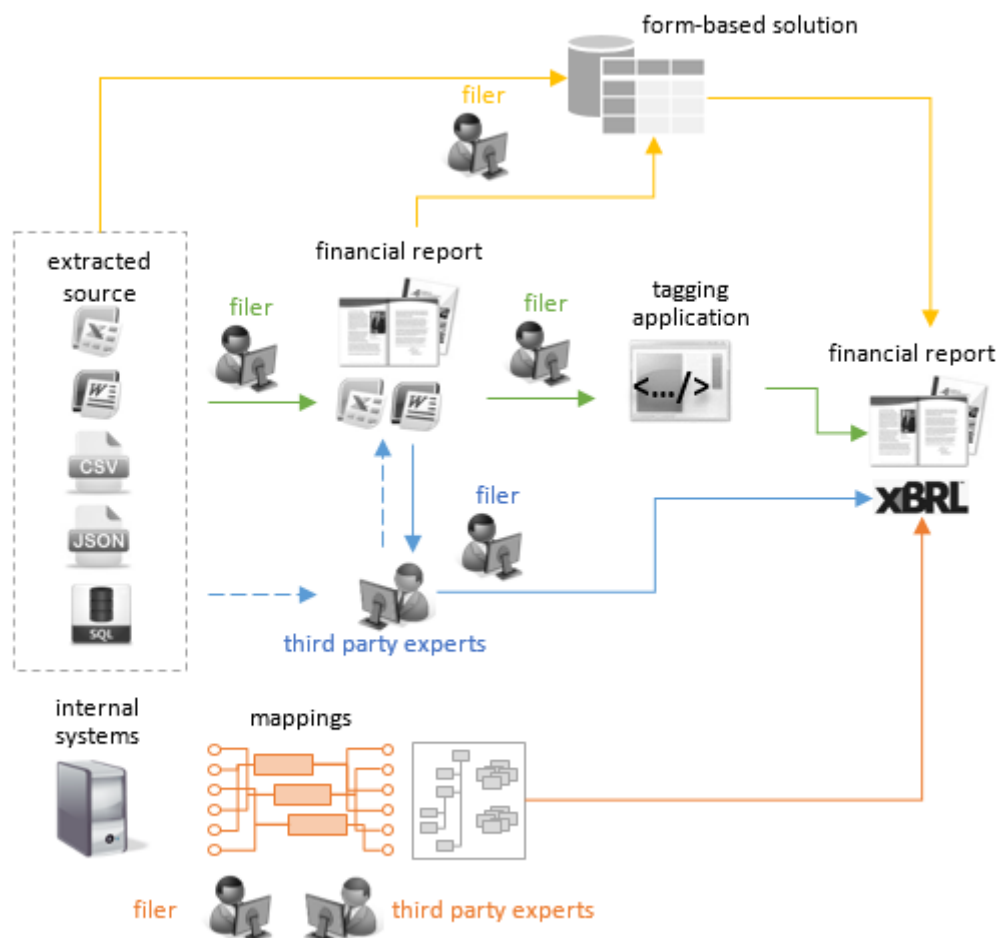 form-based solution
filer
extracted
source
financial report
filer
filer
tagging
application
<.../>
financial report
CSV
JSON
SQL
filer
xBRL™
third party experts
internal
systems
mappings
filer
third party experts